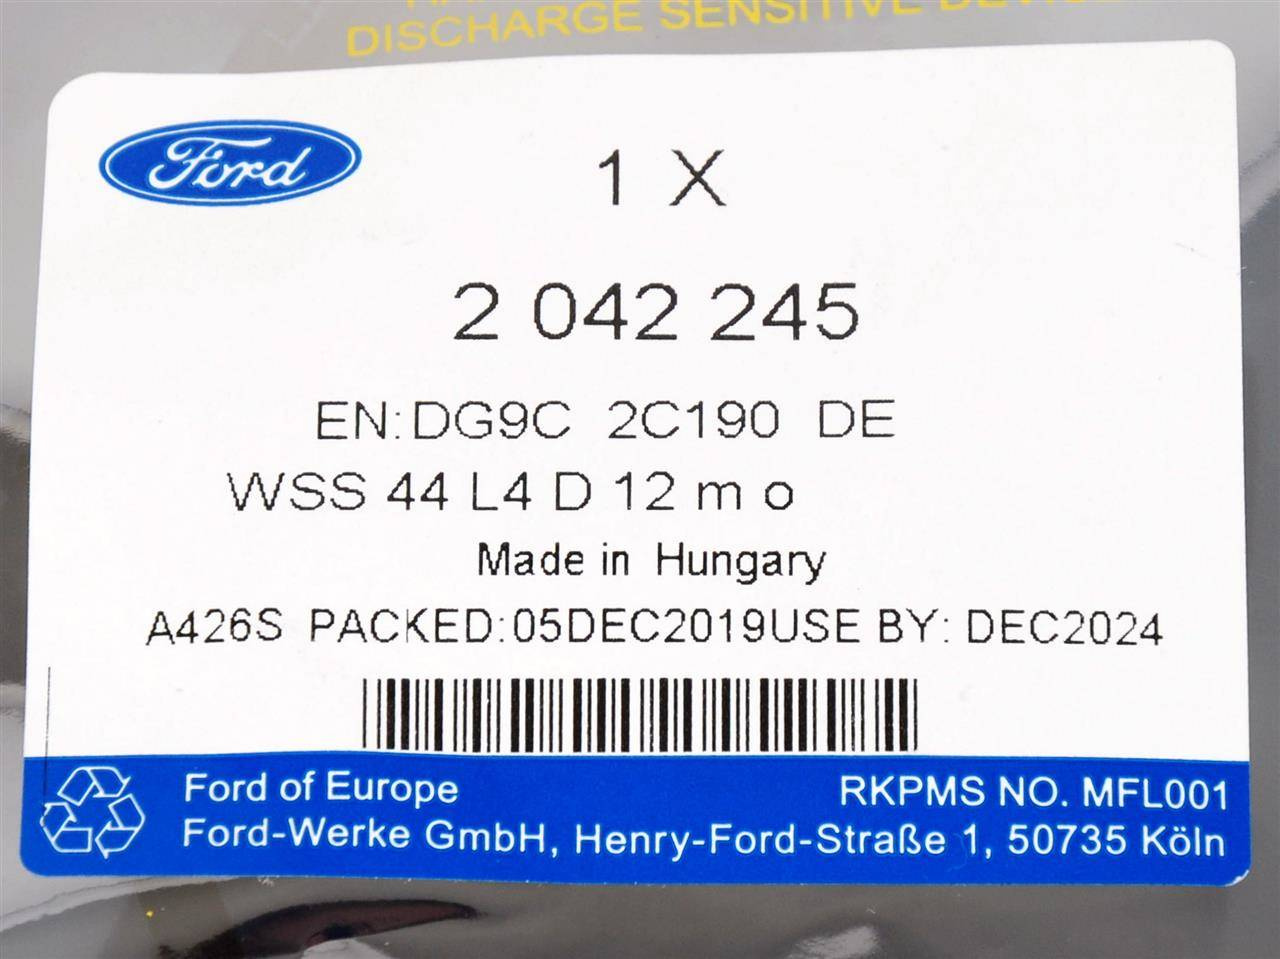 DISCHARGE SENSITIVE DEVICE
Ford
1 X
2 042 245
EN:DG9C 2C190 DE
WSS 44 L4 D 12 m o
Made in Hungary
A426S PACKED:05DEC2019USE BY: DEC2024
Ford of Europe
RKPMS NO. MFL001
Ford-Werke GmbH, Henry-Ford-Straße 1, 50735 Köln